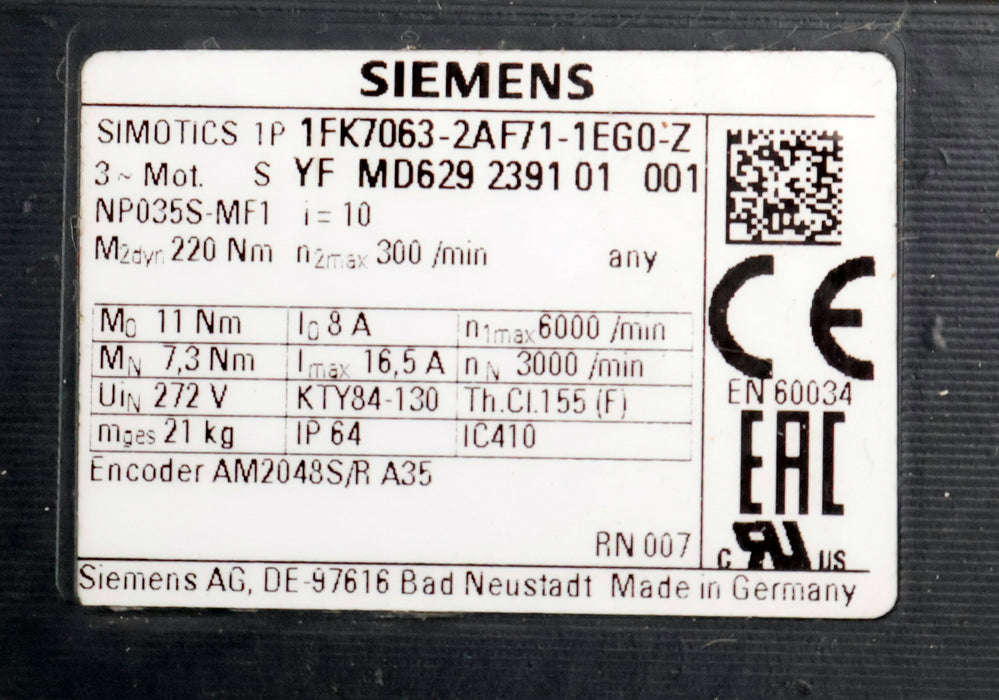 SIEMENS
SIMOTICS 1P 1FK7063-2AF71-1EG0-Z
3~ Mot. S YF MD629 2391 01 001
NP035S-MF1 i = 10
M2dyn 220 Nm n2max 300 /min any
M0 11 Nm I0 8 A n1max 6000 /min
MN 7,3 Nm Imax 16,5 A nN 3000 /min
UiN 272 V KTY84-130 Th.Cl.155 (F)
mges 21 kg IP 64 IC410
Encoder AM2048S/R A35
RN 007
CE
EN 60034
EAC
c RU US
Siemens AG, DE-97616 Bad Neustadt Made in Germany